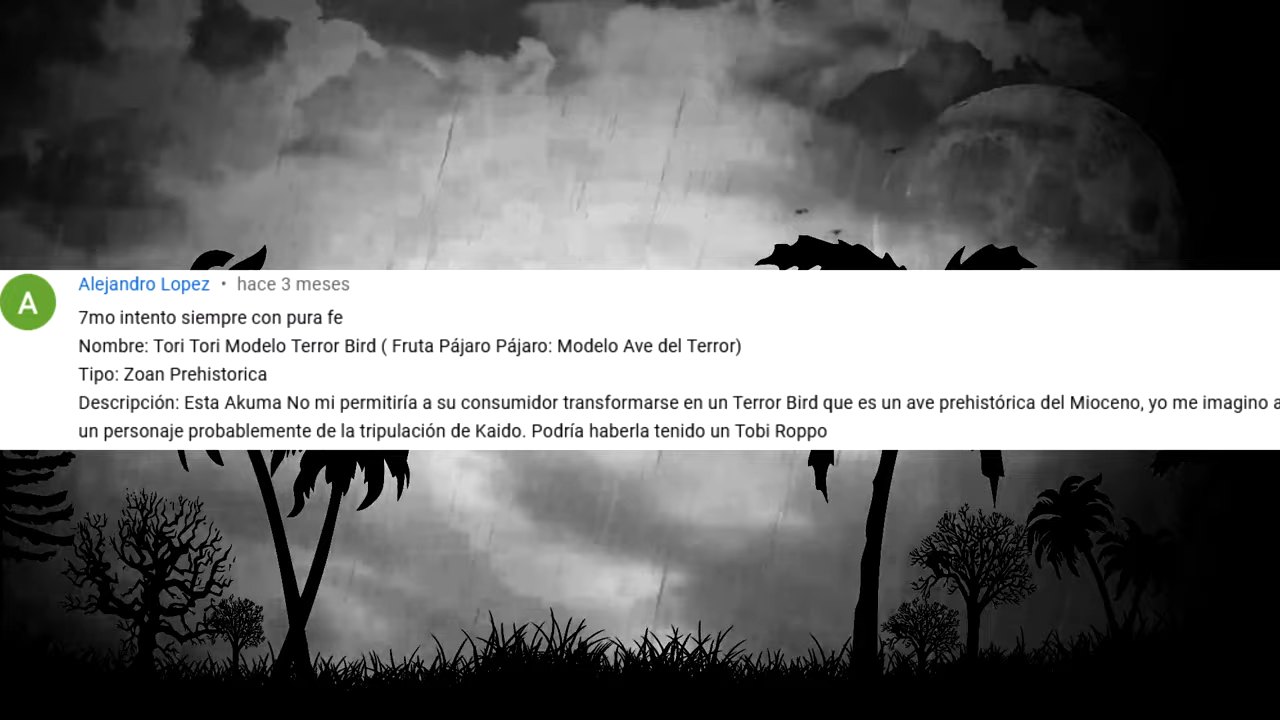 A
Alejandro Lopez • hace 3 meses
7mo intento siempre con pura fe
Nombre: Tori Tori Modelo Terror Bird ( Fruta Pájaro Pájaro: Modelo Ave del Terror)
Tipo: Zoan Prehistorica
Descripción: Esta Akuma No mi permitiría a su consumidor transformarse en un Terror Bird que es un ave prehistórica del Mioceno, yo me imagino a
un personaje probablemente de la tripulación de Kaido. Podría haberla tenido un Tobi Roppo